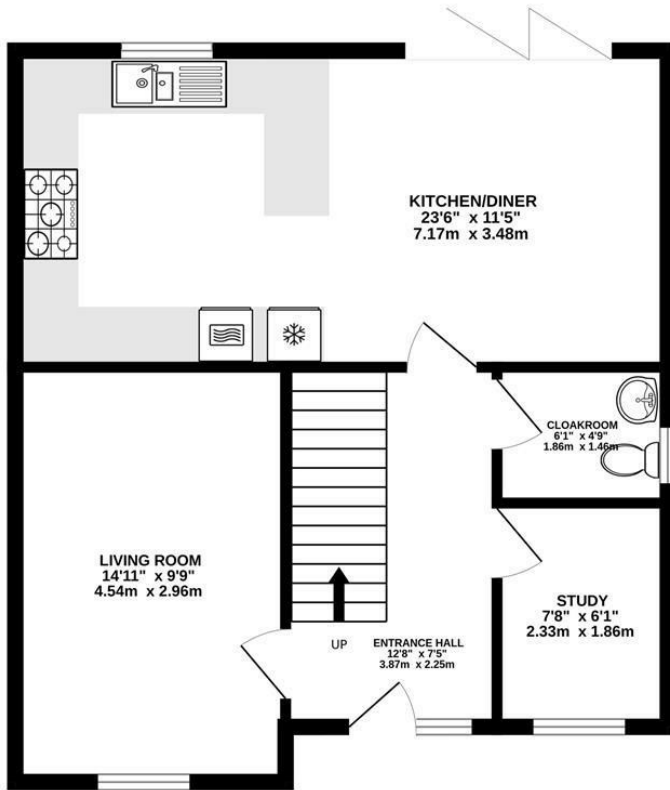 KITCHEN/DINER
23'6" x 11'5"
7.17m x 3.48m
CLOAKROOM
6'1" x 4'9"
1.86m x 1.46m
LIVING ROOM
14'11" x 9'9"
4.54m x 2.96m
STUDY
7'8" x 6'1"
2.33m x 1.86m
UP
ENTRANCE HALL
12'8" x 7'5"
3.87m x 2.25m